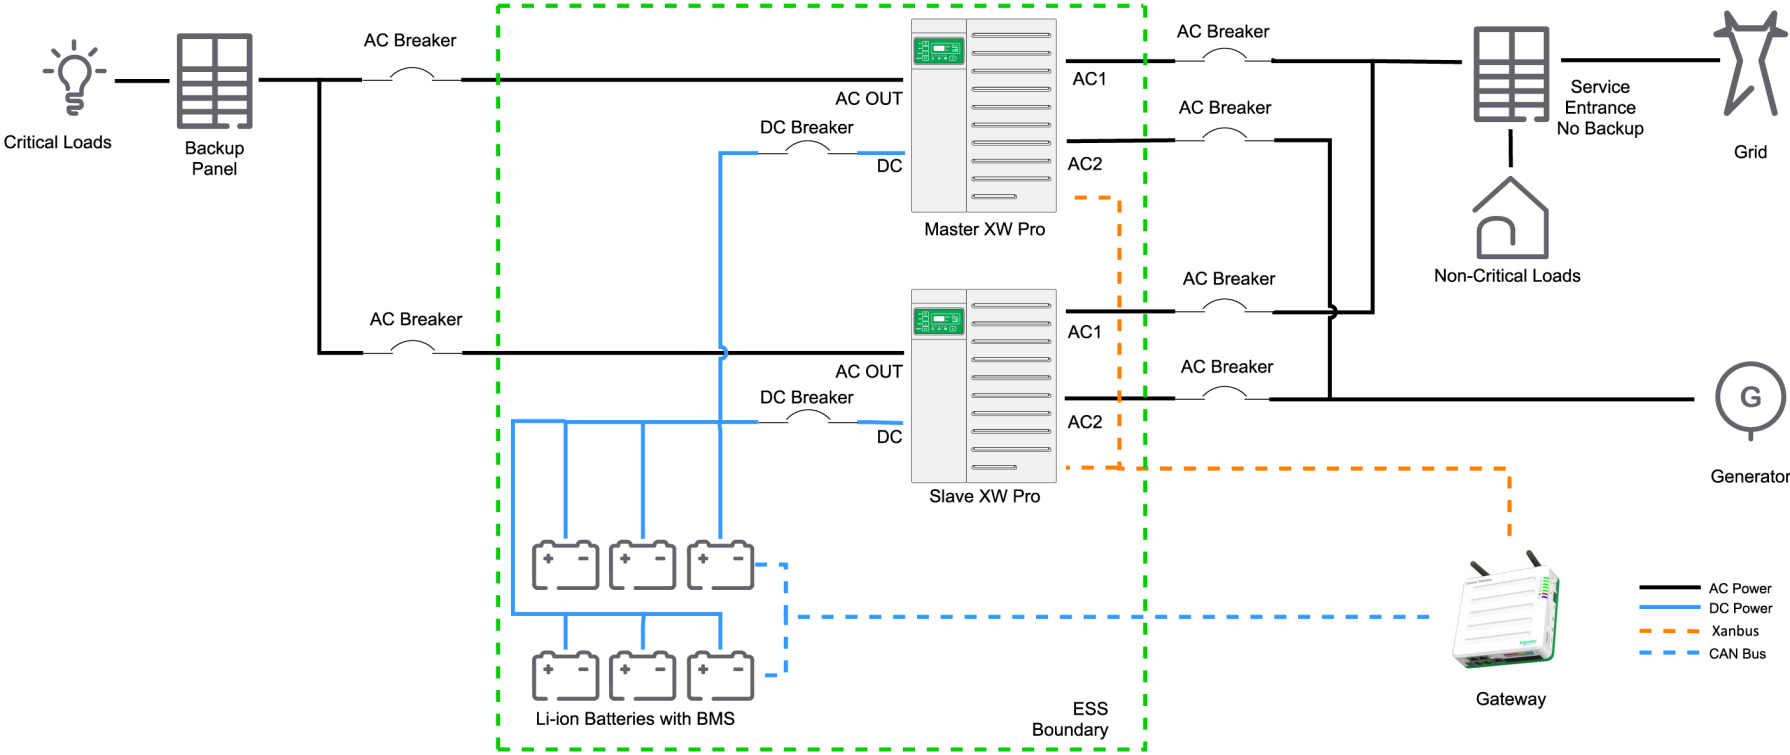 AC Breaker
AC Breaker
AC1
AC OUT
AC Breaker
DC Breaker
Critical Loads
Backup
Panel
DC
AC2
Service
Entrance
No Backup
Grid
Master XW Pro
Non-Critical Loads
AC Breaker
AC Breaker
AC1
AC OUT
AC Breaker
DC Breaker
DC
AC2
G
Generator
Slave XW Pro
+ -
+ -
+ -
+ -
+ -
+ -
Li-ion Batteries with BMS
ESS
Boundary
Gateway
AC Power
DC Power
Xanbus
CAN Bus